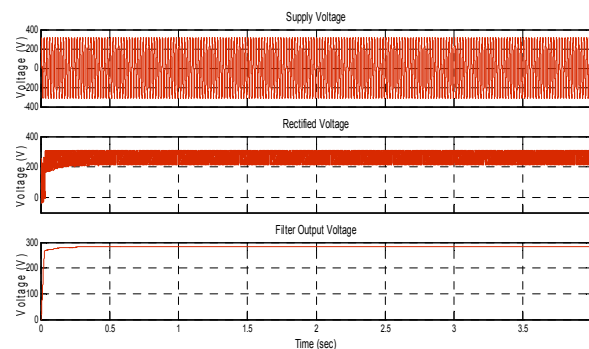 Supply Voltage
400
200
0
-200
-400
Voltage (V)
Rectified Voltage
400
200
0
Voltage (V)
Filter Output Voltage
300
200
100
0
Voltage (V)
0 0.5 1 1.5 2 2.5 3 3.5
Time (sec)